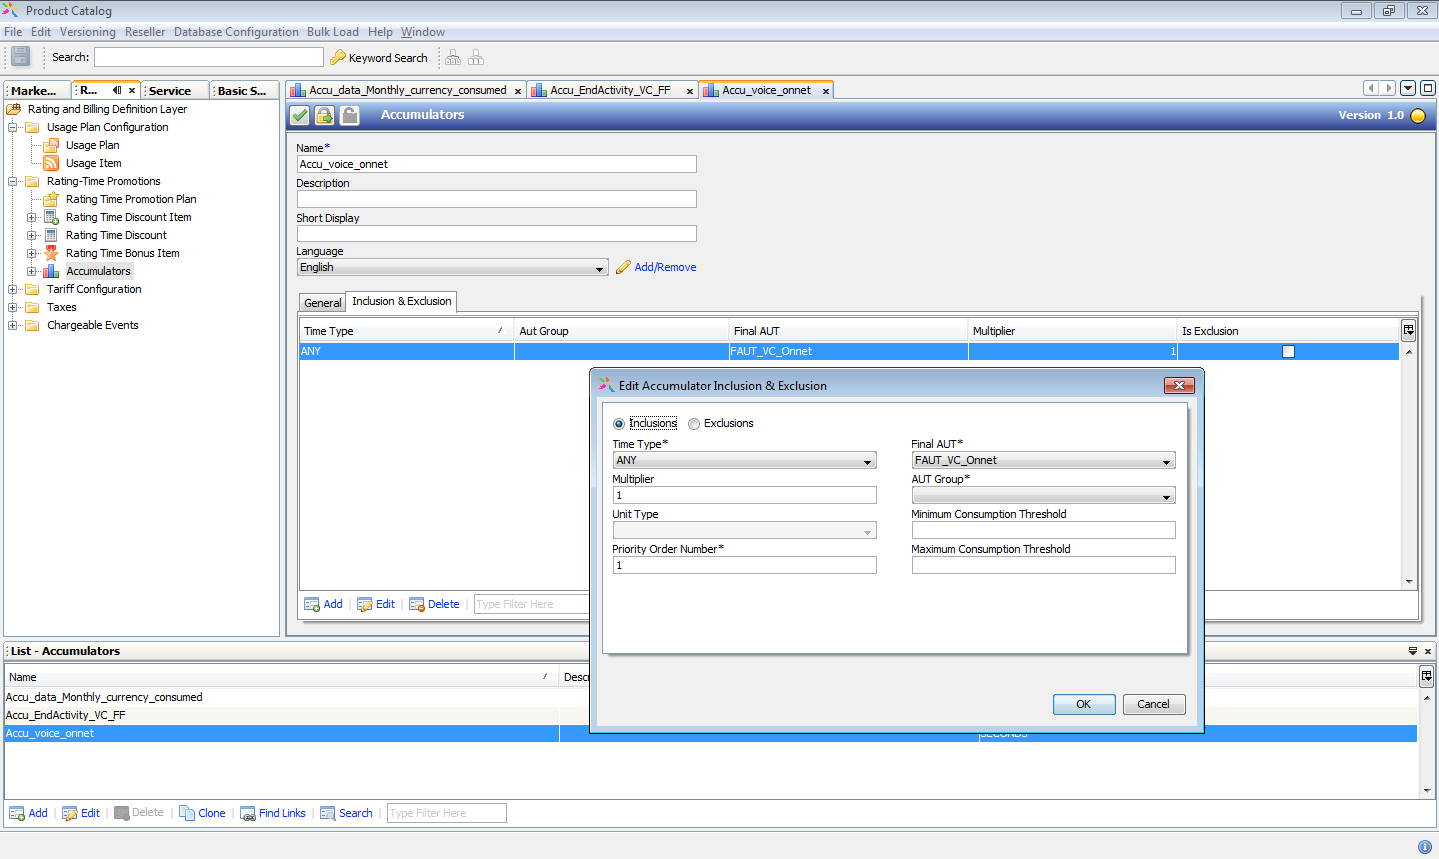 Product Catalog
File Edit Versioning Reseller Database Configuration Bulk Load Help Window
Search: Keyword Search
Marke... R... Service Basic S...
Accu_data_Monthly_currency_consumed Accu_EndActivity_VC_FF Accu_voice_onnet
Rating and Billing Definition Layer
Usage Plan Configuration
Usage Plan
Usage Item
Rating-Time Promotions
Rating Time Promotion Plan
Rating Time Discount Item
Rating Time Discount
Rating Time Bonus Item
Accumulators
Tariff Configuration
Taxes
Chargeable Events
Accumulators Version 1.0
Name*
Accu_voice_onnet
Description
Short Display
Language
English Add/Remove
General Inclusion & Exclusion
Time Type Aut Group Final AUT Multiplier Is Exclusion
ANY FAUT_VC_Onnet 1
Add Edit Delete Type Filter Here
Edit Accumulator Inclusion & Exclusion
Inclusions Exclusions
Time Type* Final AUT*
ANY FAUT_VC_Onnet
Multiplier AUT Group*
1
Unit Type Minimum Consumption Threshold
Priority Order Number* Maximum Consumption Threshold
1
OK Cancel
List - Accumulators
Name Descr
Accu_data_Monthly_currency_consumed
Accu_EndActivity_VC_FF
Accu_voice_onnet SECONDS
Add Edit Delete Clone Find Links Search Type Filter Here